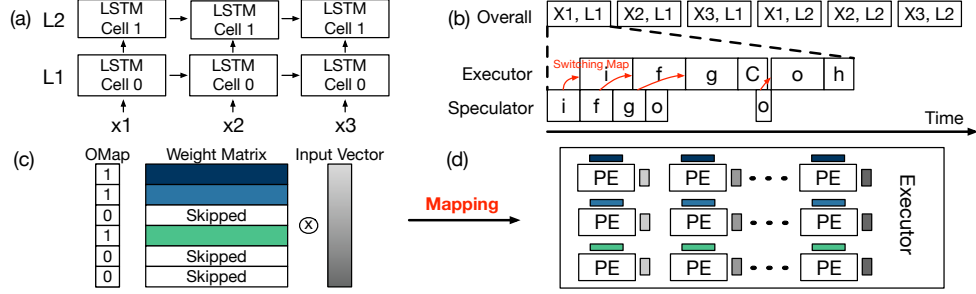 (a)
L2
LSTM
Cell 1
LSTM
Cell 1
LSTM
Cell 1
L1
LSTM
Cell 0
LSTM
Cell 0
LSTM
Cell 0
x1 x2 x3
(b)
Overall X1, L1 X2, L1 X3, L1 X1, L2 X2, L2 X3, L2
Switching Map
Executor i f g C o h
Speculator i f g o o
Time
(c)
OMap Weight Matrix Input Vector
1
1
0 Skipped
1
0 Skipped
0 Skipped
x
Mapping
(d)
PE PE • • • PE
PE PE • • • PE
PE PE • • • PE
Executor